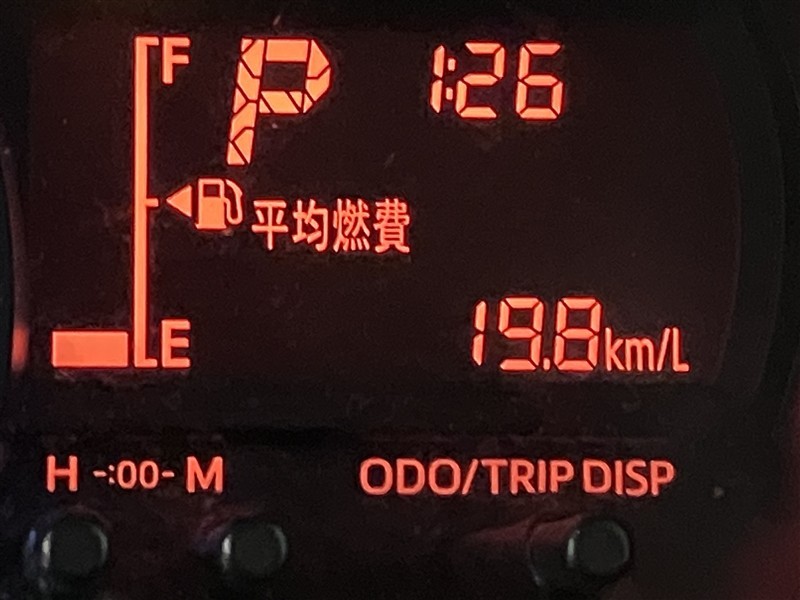 F P 1:26
平均燃費
E 19.8km/L
H -:00- M ODO/TRIP DISP